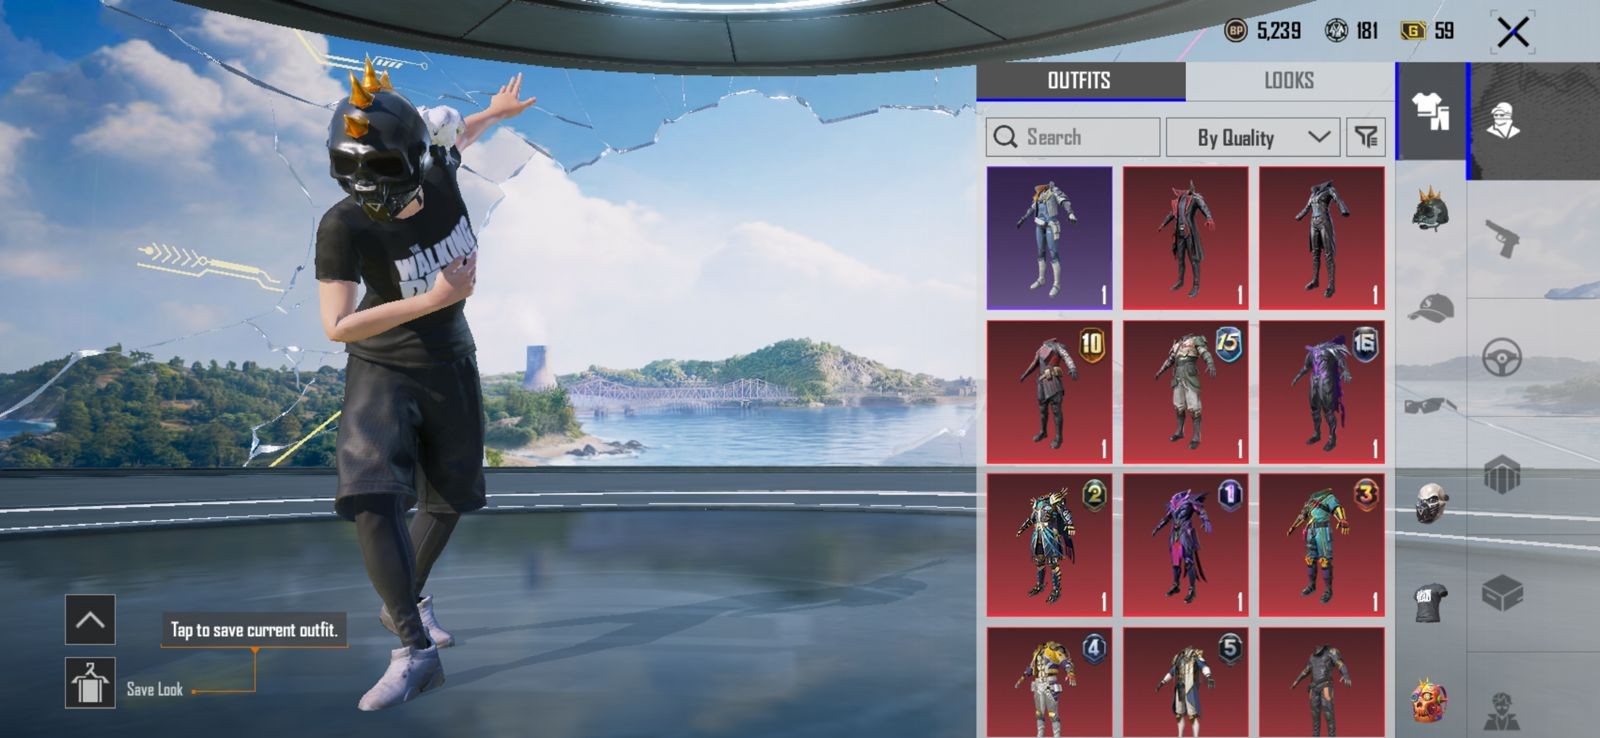 BP 5,239 181 G 59
OUTFITS LOOKS
Search By Quality
1 1 1
10 15 16
1 1 1
2 1 3
1 1 1
4 5
THE
WALKING
Tap to save current outfit.
Save Look